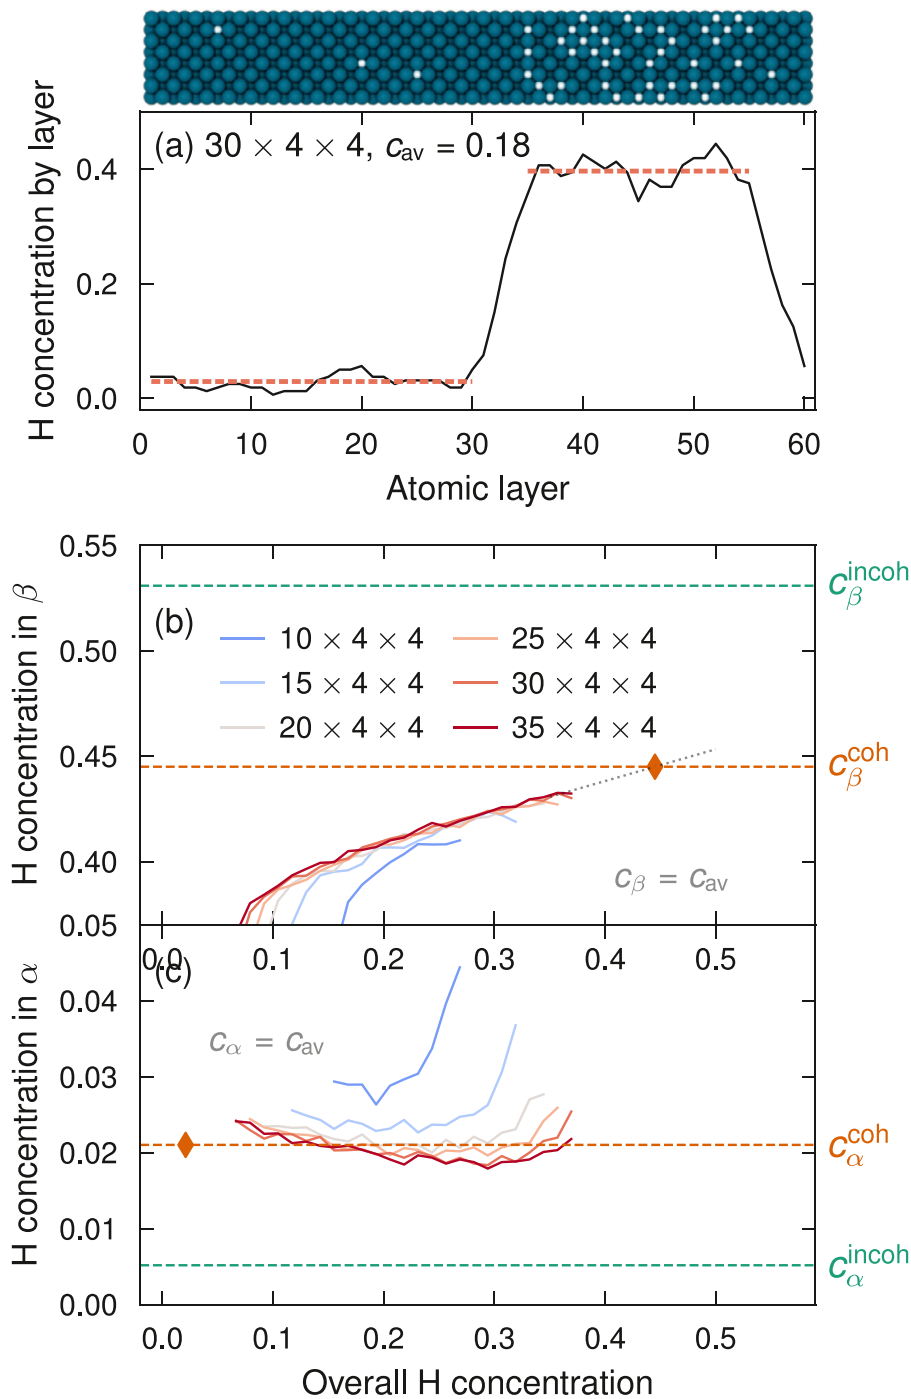 (a) 30 × 4 × 4, c_av = 0.18
H concentration by layer
0.4
0.2
0.0
0 10 20 30 40 50 60
Atomic layer
H concentration in β
0.55
0.50
0.45
0.40
0.05
(b)
10 × 4 × 4 25 × 4 × 4
15 × 4 × 4 30 × 4 × 4
20 × 4 × 4 35 × 4 × 4
c_β^incoh
c_β^coh
c_β = c_av
0.0 0.1 0.2 0.3 0.4 0.5
(c)
H concentration in α
0.04
0.03
0.02
0.01
0.00
c_α = c_av
c_α^coh
c_α^incoh
0.0 0.1 0.2 0.3 0.4 0.5
Overall H concentration